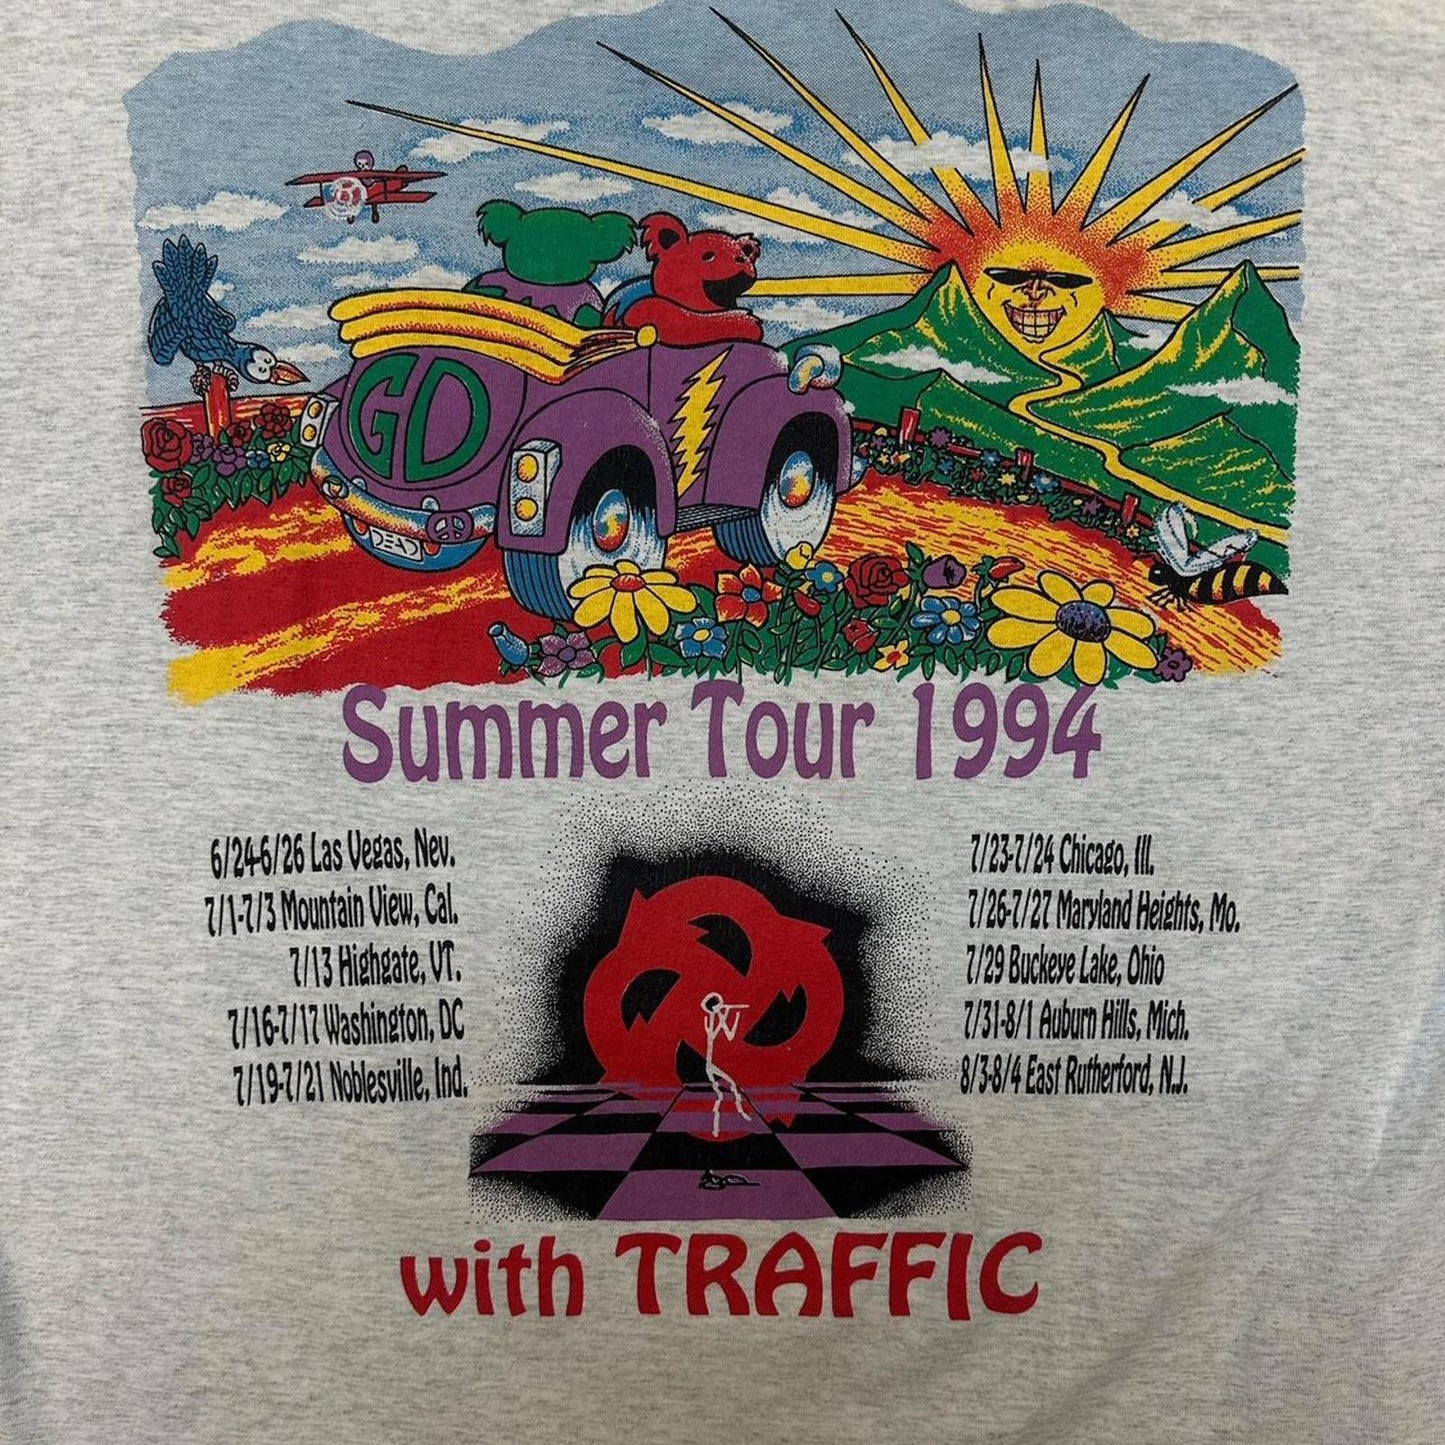 GD
DEAD
Summer Tour 1994
6/24-6/26 Las Vegas, Nev.
7/1-7/3 Mountain View, Cal.
7/13 Highgate, VT.
7/16-7/17 Washington, DC
7/19-7/21 Noblesville, Ind.
7/23-7/24 Chicago, Ill.
7/26-7/27 Maryland Heights, Mo.
7/29 Buckeye Lake, Ohio
7/31-8/1 Auburn Hills, Mich.
8/3-8/4 East Rutherford, N.J.
with TRAFFIC